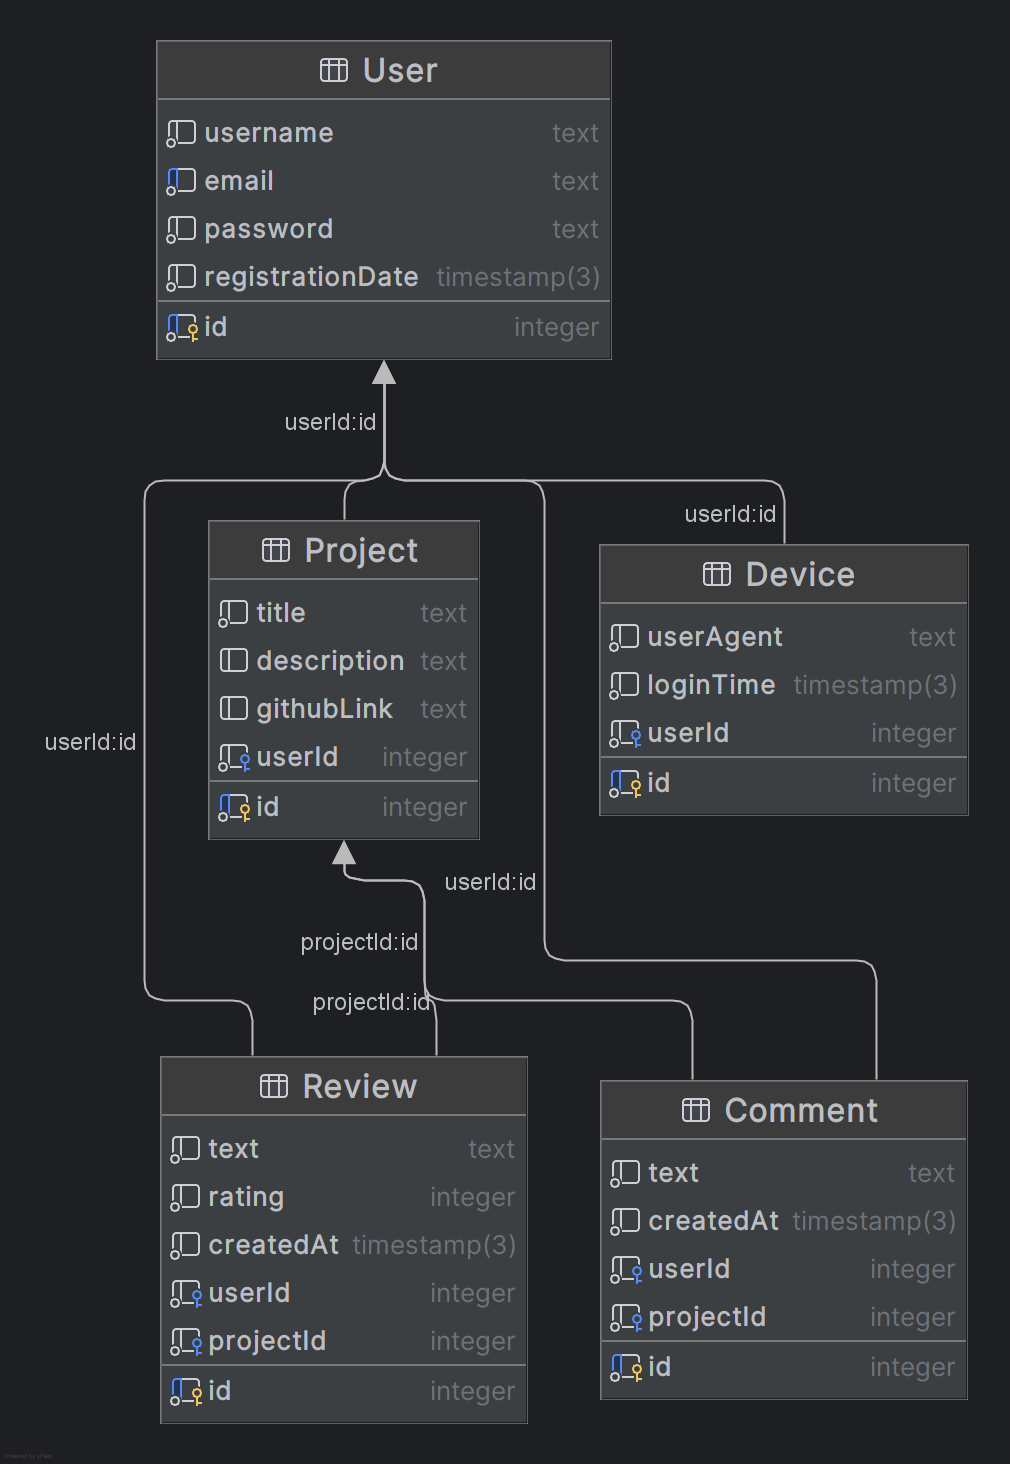 User
username text
email text
password text
registrationDate timestamp(3)
id integer
userId:id
userId:id
Project
title text
description text
githubLink text
userId integer
id integer
Device
userAgent text
loginTime timestamp(3)
userId integer
id integer
userId:id
userId:id
projectId:id
projectId:id
Review
text text
rating integer
createdAt timestamp(3)
userId integer
projectId integer
id integer
Comment
text text
createdAt timestamp(3)
userId integer
projectId integer
id integer